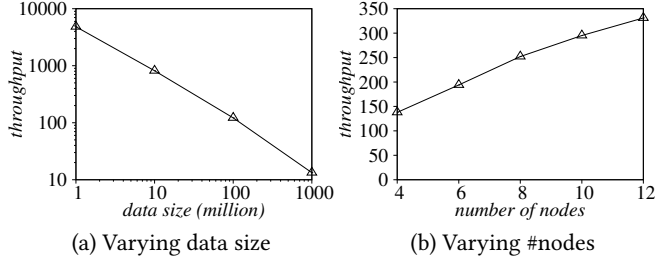 10000
1000
100
10
throughput
1 10 100 1000
data size (million)
(a) Varying data size
350
300
250
200
150
100
50
0
throughput
4 6 8 10 12
number of nodes
(b) Varying #nodes